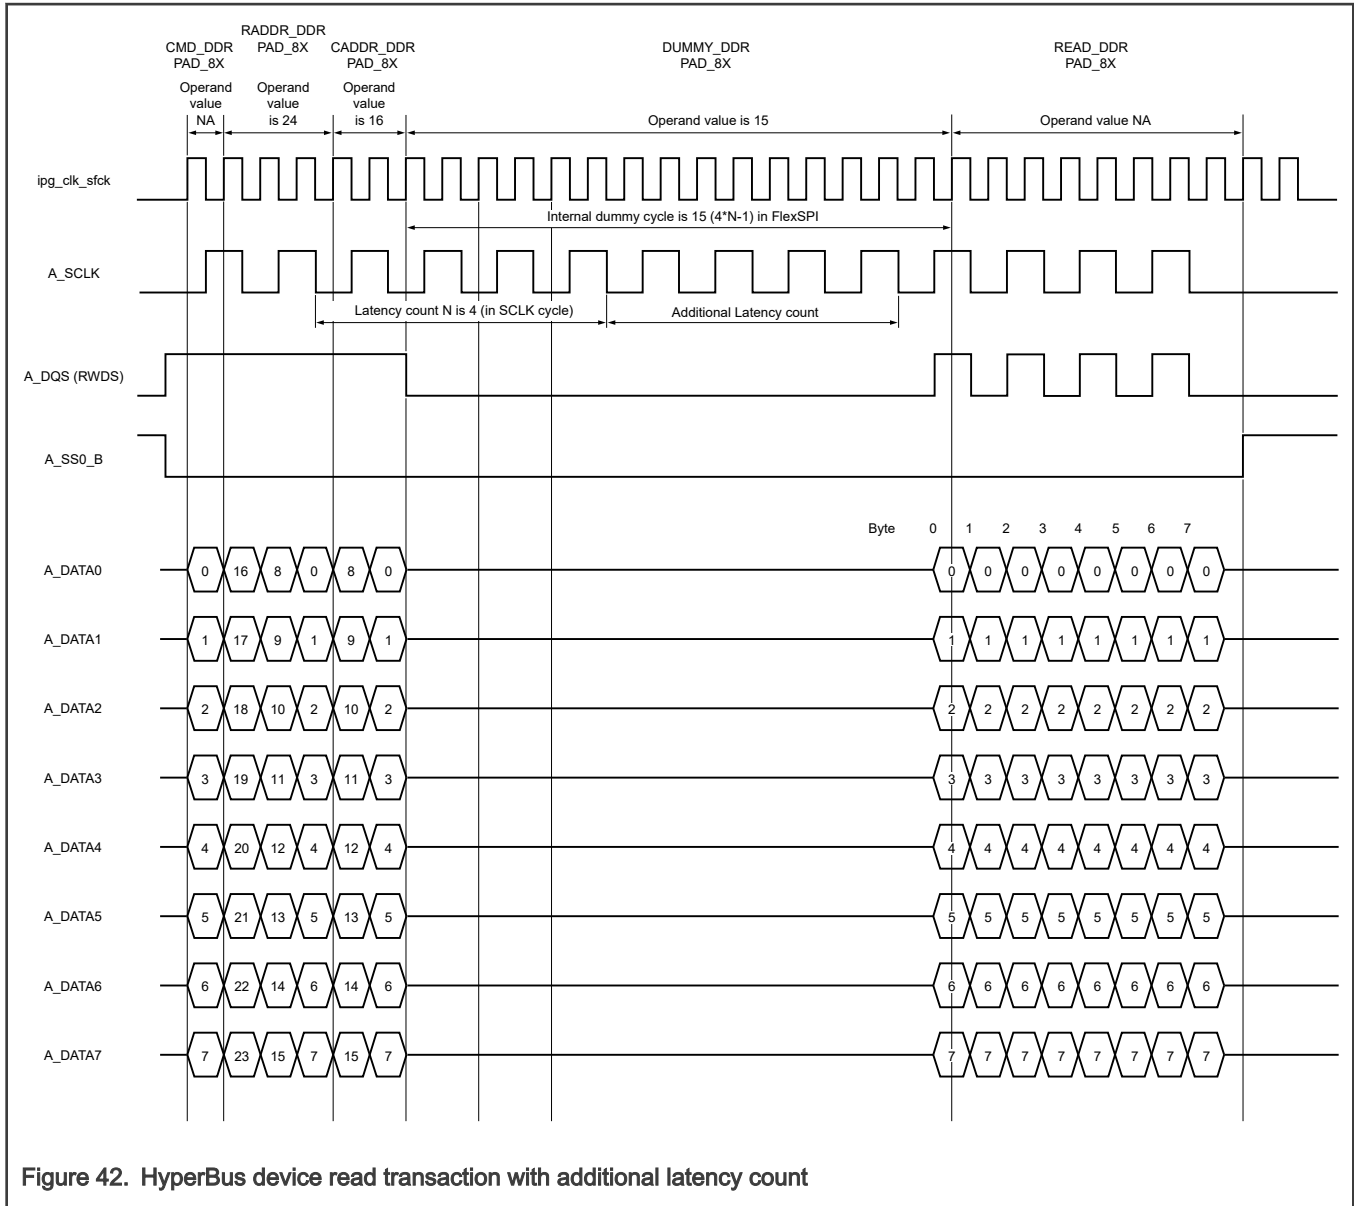 RADDR_DDR
CMD_DDR PAD_8X CADDR_DDR DUMMY_DDR READ_DDR
PAD_8X PAD_8X PAD_8X PAD_8X
Operand Operand Operand
value value value
NA is 24 is 16 Operand value is 15 Operand value NA
ipg_clk_sfck
Internal dummy cycle is 15 (4*N-1) in FlexSPI
A_SCLK
Latency count N is 4 (in SCLK cycle) Additional Latency count
A_DQS (RWDS)
A_SS0_B
Byte 0 1 2 3 4 5 6 7
A_DATA0 0 16 8 0 8 0 0 0 0 0 0 0 0 0
A_DATA1 1 17 9 1 9 1 1 1 1 1 1 1 1 1
A_DATA2 2 18 10 2 10 2 2 2 2 2 2 2 2 2
A_DATA3 3 19 11 3 11 3 3 3 3 3 3 3 3 3
A_DATA4 4 20 12 4 12 4 4 4 4 4 4 4 4 4
A_DATA5 5 21 13 5 13 5 5 5 5 5 5 5 5 5
A_DATA6 6 22 14 6 14 6 6 6 6 6 6 6 6 6
A_DATA7 7 23 15 7 15 7 7 7 7 7 7 7 7 7
Figure 42. HyperBus device read transaction with additional latency count